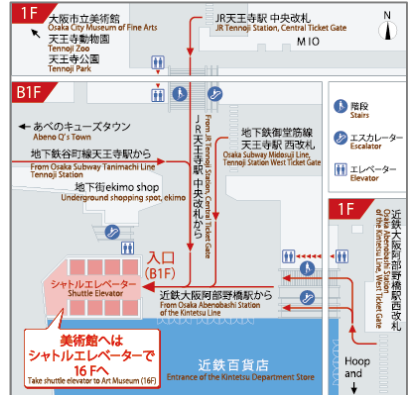 1F
大阪市立美術館
Osaka City Museum of Fine Arts
天王寺動物園
Tennoji Zoo
天王寺公園
Tennoji Park
JR天王寺駅 中央改札
JR Tennoji Station, Central Ticket Gate
MIO
N
B1F
あべのキューズタウン
Abeno Q's Town
地下鉄谷町線天王寺駅から
From Osaka Subway Tanimachi Line
Tennoji Station
地下街ekimo shop
Underground shopping spot, ekimo
JR天王寺駅 中央改札から
From JR Tennoji Station, Central Ticket Gate
地下鉄御堂筋線
天王寺駅 西改札
Osaka Subway Midosuji Line,
Tennoji Station West Ticket Gate
階段
Stairs
エスカレーター
Escalator
エレベーター
Elevator
1F
近鉄大阪阿部野橋駅 西改札
Osaka Abenobashi Station
of the Kintetsu Line, West Ticket Gate
入口
(B1F)
シャトルエレベーター
Shuttle Elevator
近鉄大阪阿部野橋駅から
From Osaka Abenobashi Station
of the Kintetsu Line
美術館へは
シャトルエレベーターで
16 Fへ
Take shuttle elevator to Art Museum (16F)
近鉄百貨店
Entrance of the Kintetsu Department Store
Hoop
and